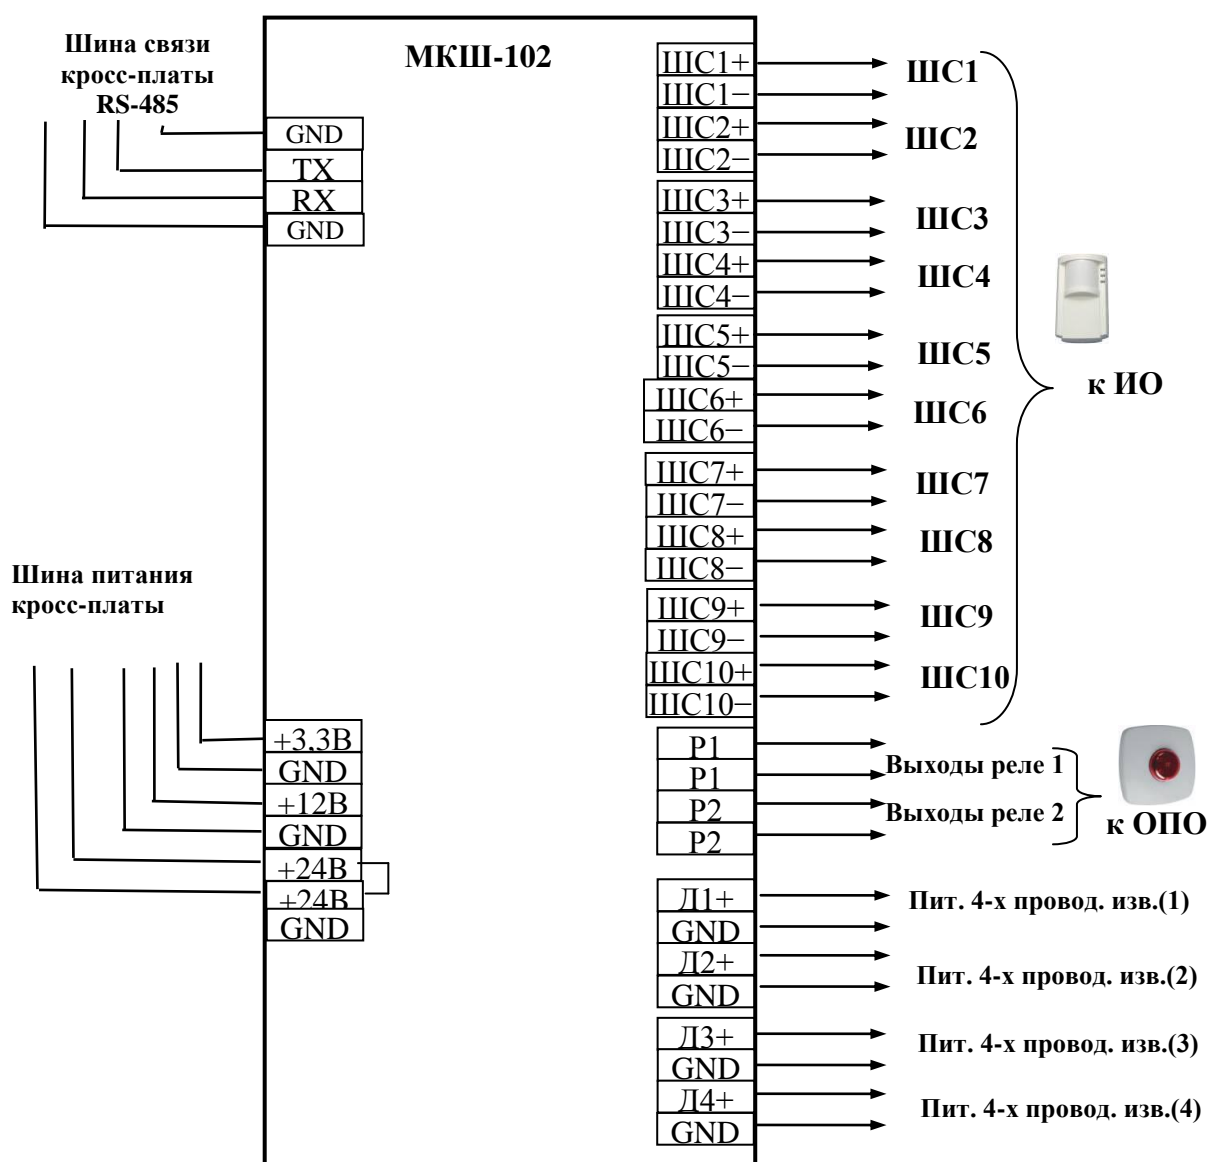 Шина связи
кросс-платы
RS-485
МКШ-102
GND
TX
RX
GND
Шина питания
кросс-платы
+3,3В
GND
+12В
GND
+24В
+24В
GND
ШС1+
ШС1−
ШС2+
ШС2−
ШС3+
ШС3−
ШС4+
ШС4−
ШС5+
ШС5−
ШС6+
ШС6−
ШС7+
ШС7−
ШС8+
ШС8−
ШС9+
ШС9−
ШС10+
ШС10−
Р1
Р1
Р2
Р2
Д1+
GND
Д2+
GND
Д3+
GND
Д4+
GND
ШС1
ШС2
ШС3
ШС4
ШС5
ШС6
ШС7
ШС8
ШС9
ШС10
к ИО
Выходы реле 1
Выходы реле 2
к ОПО
Пит. 4-х провод. изв.(1)
Пит. 4-х провод. изв.(2)
Пит. 4-х провод. изв.(3)
Пит. 4-х провод. изв.(4)